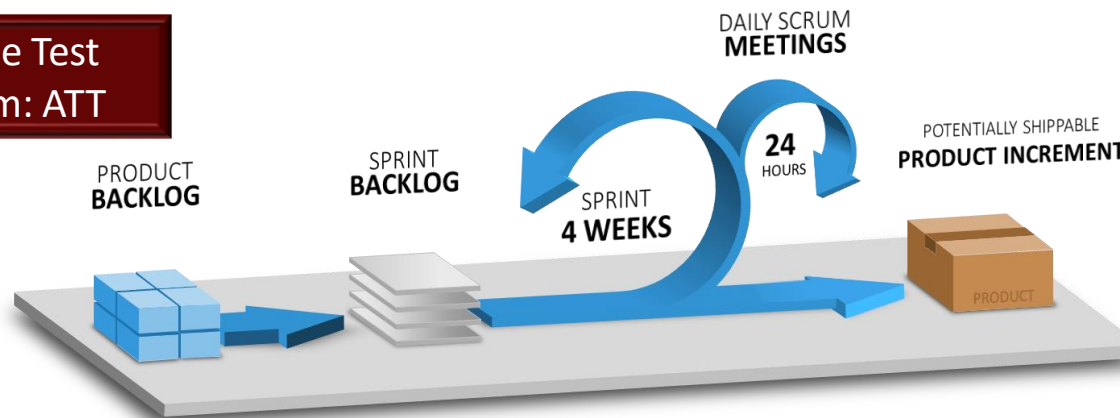 e Test
m: ATT
DAILY SCRUM
MEETINGS
PRODUCT
BACKLOG
SPRINT
BACKLOG
SPRINT
4 WEEKS
24
HOURS
POTENTIALLY SHIPPABLE
PRODUCT INCREMENT
PRODUCT